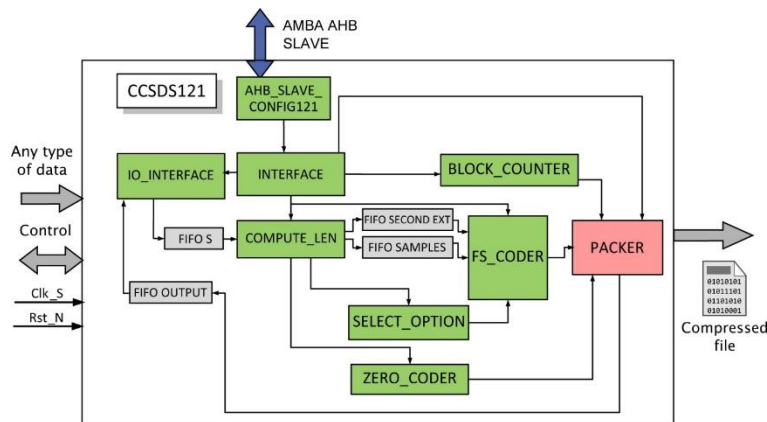 AMBA AHB
SLAVE
CCSDS121
AHB_SLAVE_
CONFIG121
Any type
of data
IO_INTERFACE
INTERFACE
BLOCK_COUNTER
Control
FIFO S
COMPUTE_LEN
FIFO SECOND EXT
FIFO SAMPLES
FS_CODER
PACKER
Clk_S
Rst_N
FIFO OUTPUT
SELECT_OPTION
ZERO_CODER
01010101
01011101
01101010
01010001
Compressed
file